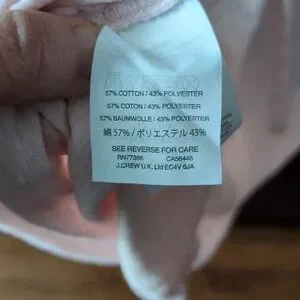 57% COTTON / 43% POLYESTER
57% COTON / 43% POLYESTER
57% BAUMWOLLE / 43% POLYESTER
綿 57% / ポリエステル 43%
SEE REVERSE FOR CARE
RN77388 CA56445
J.CREW U.K. Ltd EC4V 6JA